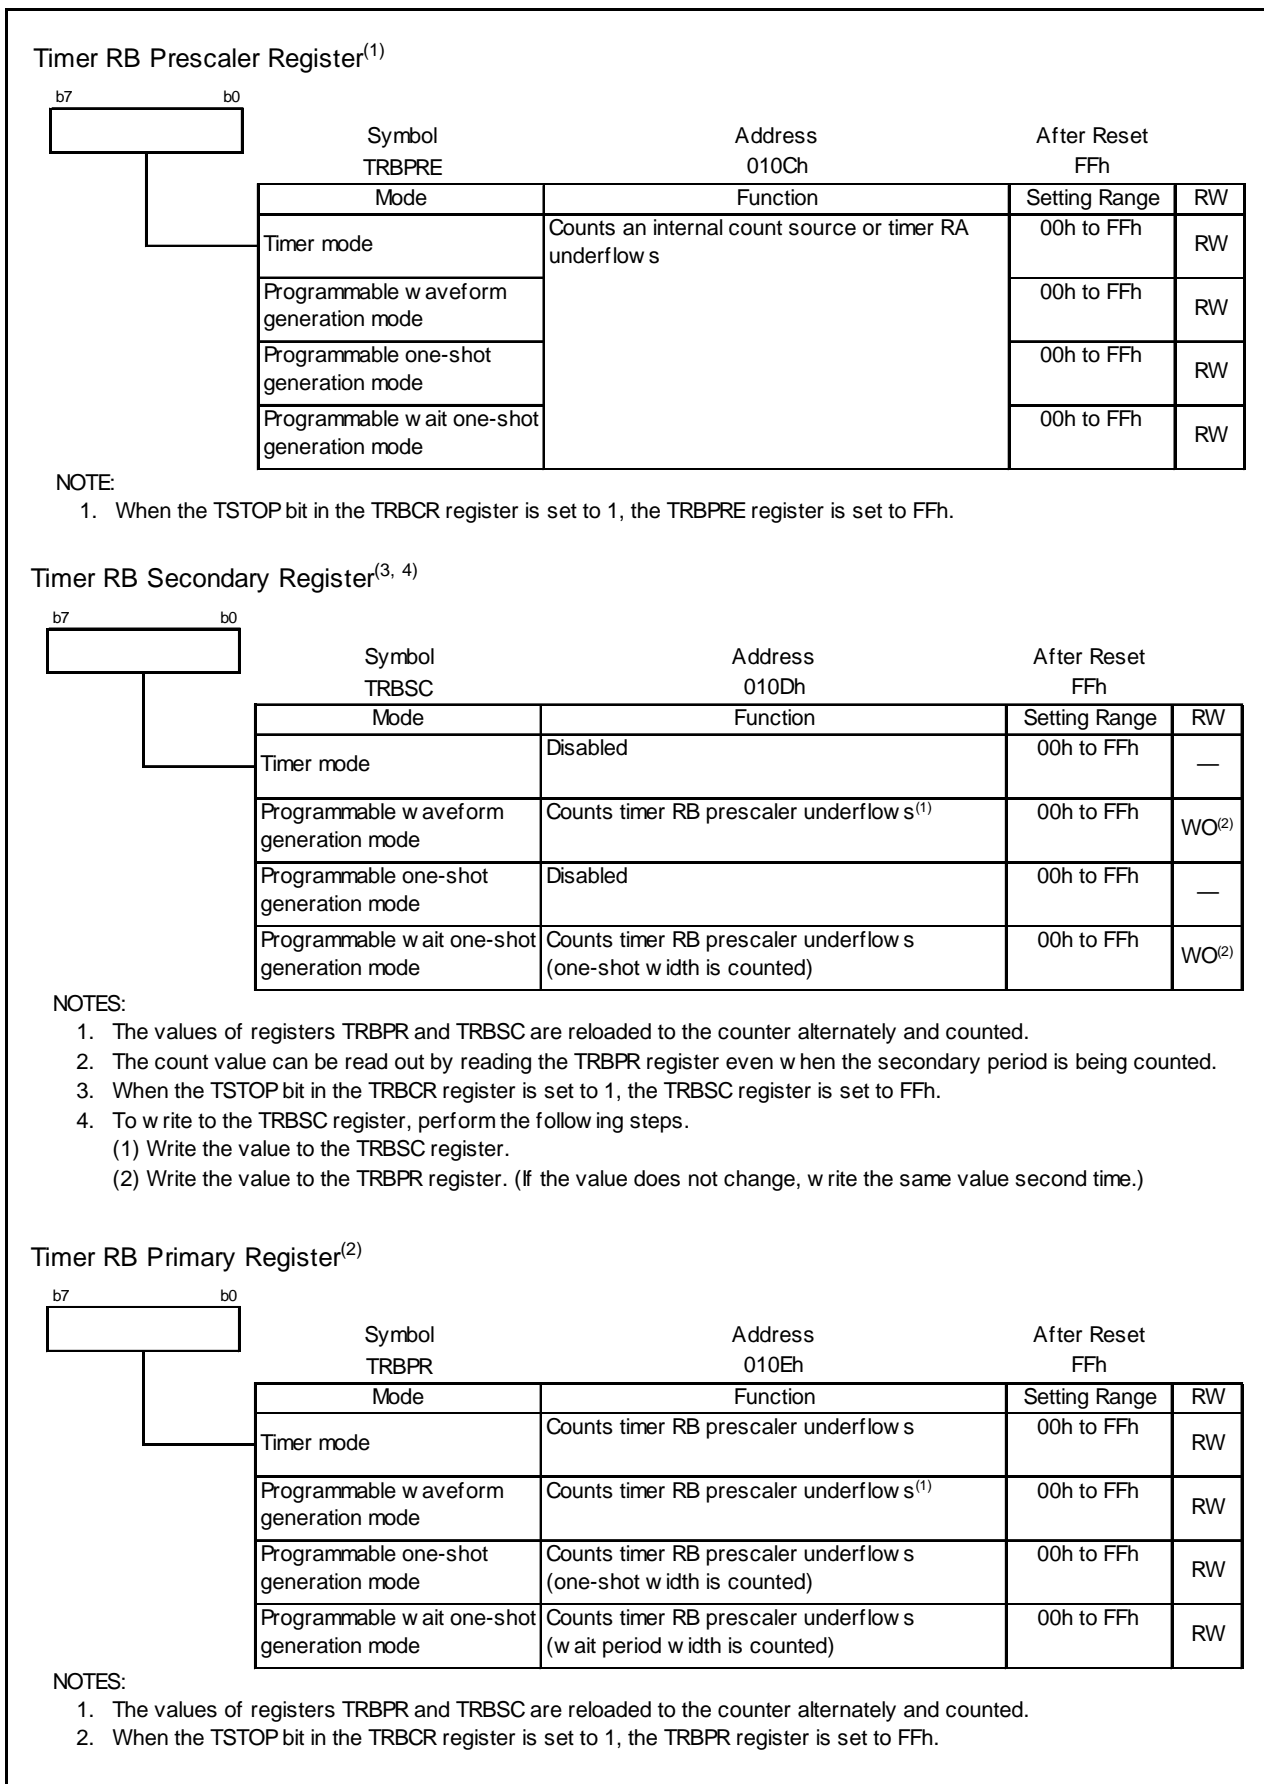 Timer RB Prescaler Register(1)
b7 b0
Symbol Address After Reset
TRBPRE 010Ch FFh
Mode Function Setting Range RW
Timer mode Counts an internal count source or timer RA underflows 00h to FFh RW
Programmable waveform generation mode 00h to FFh RW
Programmable one-shot generation mode 00h to FFh RW
Programmable wait one-shot generation mode 00h to FFh RW
NOTE:
1. When the TSTOP bit in the TRBCR register is set to 1, the TRBPRE register is set to FFh.
Timer RB Secondary Register(3, 4)
b7 b0
Symbol Address After Reset
TRBSC 010Dh FFh
Mode Function Setting Range RW
Timer mode Disabled 00h to FFh —
Programmable waveform generation mode Counts timer RB prescaler underflows(1) 00h to FFh WO(2)
Programmable one-shot generation mode Disabled 00h to FFh —
Programmable wait one-shot generation mode Counts timer RB prescaler underflows (one-shot width is counted) 00h to FFh WO(2)
NOTES:
1. The values of registers TRBPR and TRBSC are reloaded to the counter alternately and counted.
2. The count value can be read out by reading the TRBPR register even when the secondary period is being counted.
3. When the TSTOP bit in the TRBCR register is set to 1, the TRBSC register is set to FFh.
4. To write to the TRBSC register, perform the following steps.
(1) Write the value to the TRBSC register.
(2) Write the value to the TRBPR register. (If the value does not change, write the same value second time.)
Timer RB Primary Register(2)
b7 b0
Symbol Address After Reset
TRBPR 010Eh FFh
Mode Function Setting Range RW
Timer mode Counts timer RB prescaler underflows 00h to FFh RW
Programmable waveform generation mode Counts timer RB prescaler underflows(1) 00h to FFh RW
Programmable one-shot generation mode Counts timer RB prescaler underflows (one-shot width is counted) 00h to FFh RW
Programmable wait one-shot generation mode Counts timer RB prescaler underflows (wait period width is counted) 00h to FFh RW
NOTES:
1. The values of registers TRBPR and TRBSC are reloaded to the counter alternately and counted.
2. When the TSTOP bit in the TRBCR register is set to 1, the TRBPR register is set to FFh.